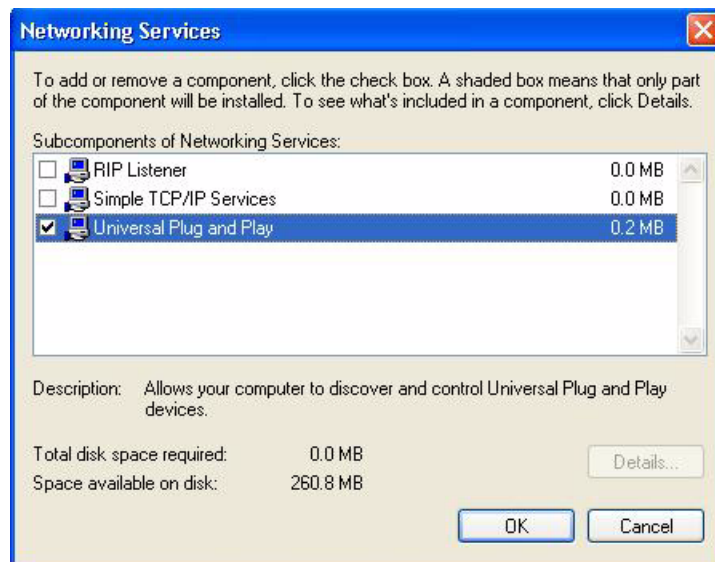 Networking Services
To add or remove a component, click the check box. A shaded box means that only part
of the component will be installed. To see what's included in a component, click Details.
Subcomponents of Networking Services:
RIP Listener 0.0 MB
Simple TCP/IP Services 0.0 MB
Universal Plug and Play 0.2 MB
Description: Allows your computer to discover and control Universal Plug and Play
devices.
Total disk space required: 0.0 MB
Details...
Space available on disk: 260.8 MB
OK Cancel